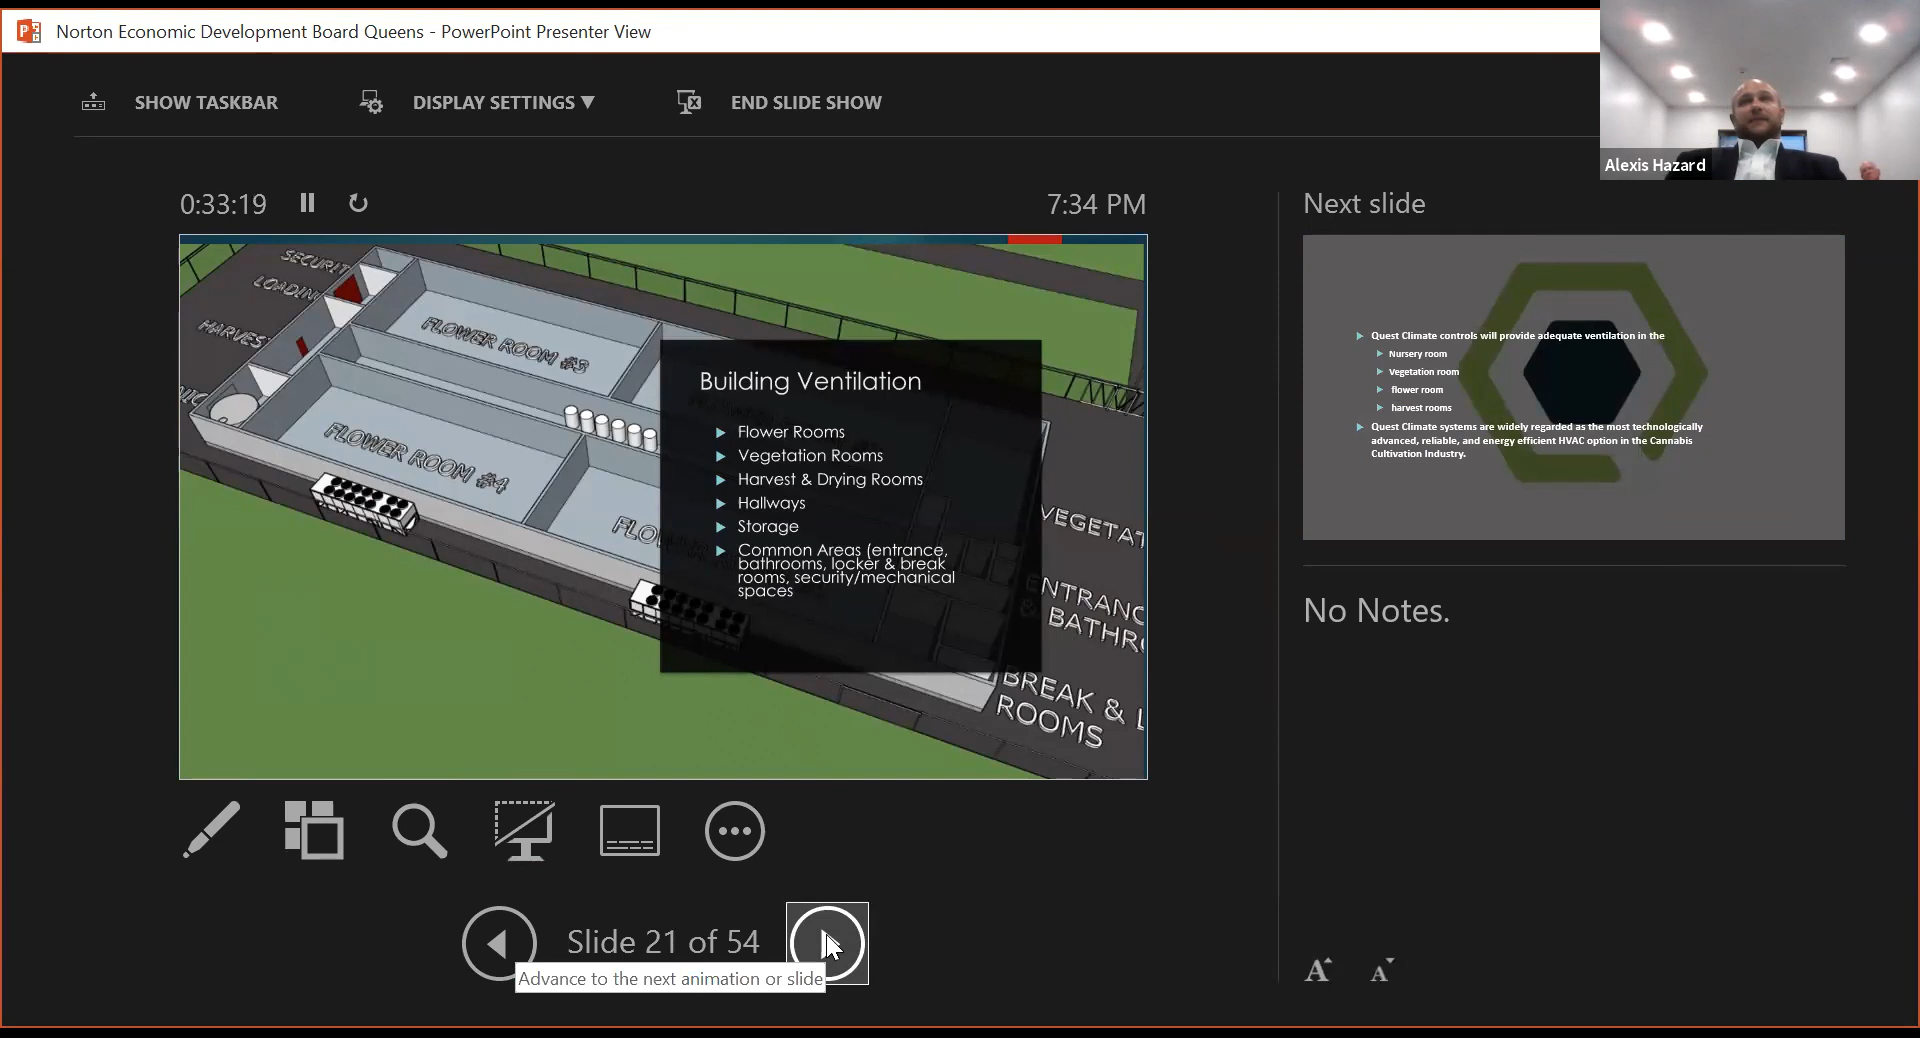 Norton Economic Development Board Queens - PowerPoint Presenter View
SHOW TASKBAR
DISPLAY SETTINGS ▼
END SLIDE SHOW
Alexis Hazard
0:33:19
7:34 PM
SECURIT
LOADING
HARVEST
FLOWER ROOM #3
FLOWER ROOM #4
FLO
VEGETAT
ENTRANC
& BATHR
BREAK & L
ROOMS
Building Ventilation
Flower Rooms
Vegetation Rooms
Harvest & Drying Rooms
Hallways
Storage
Common Areas (entrance,
bathrooms, locker & break
rooms, security/mechanical
spaces
Slide 21 of 54
Advance to the next animation or slide
Next slide
Quest Climate controls will provide adequate ventilation in the
Nursery room
Vegetation room
flower room
harvest rooms
Quest Climate systems are widely regarded as the most technologically
advanced, reliable, and energy efficient HVAC option in the Cannabis
Cultivation Industry.
No Notes.
A A